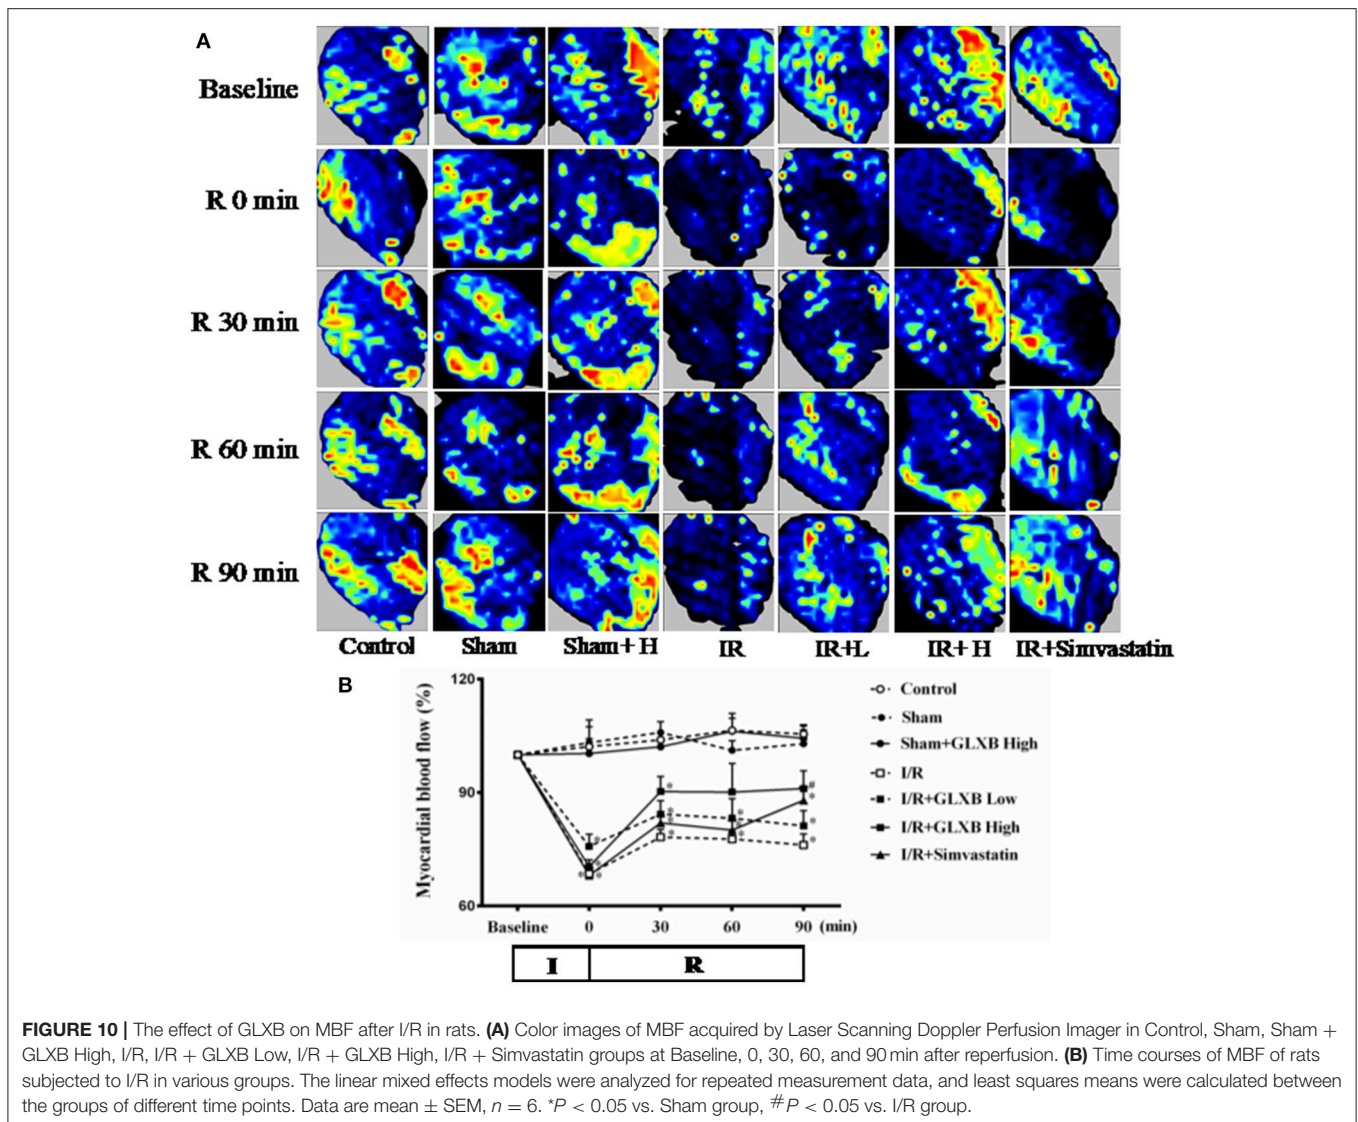 A
Baseline
R 0 min
R 30 min
R 60 min
R 90 min
Control Sham Sham+ H IR IR+L IR+ H IR+Simvastatin
B
Myocardial blood flow (%)
120
90
60
Baseline 0 30 60 90 (min)
Control
Sham
Sham+GLXB High
I/R
I/R+GLXB Low
I/R+GLXB High
I/R+Simvastatin
I R
FIGURE 10 | The effect of GLXB on MBF after I/R in rats. (A) Color images of MBF acquired by Laser Scanning Doppler Perfusion Imager in Control, Sham, Sham +
GLXB High, I/R, I/R + GLXB Low, I/R + GLXB High, I/R + Simvastatin groups at Baseline, 0, 30, 60, and 90 min after reperfusion. (B) Time courses of MBF of rats
subjected to I/R in various groups. The linear mixed effects models were analyzed for repeated measurement data, and least squares means were calculated between
the groups of different time points. Data are mean ± SEM, n = 6. *P < 0.05 vs. Sham group, #P < 0.05 vs. I/R group.